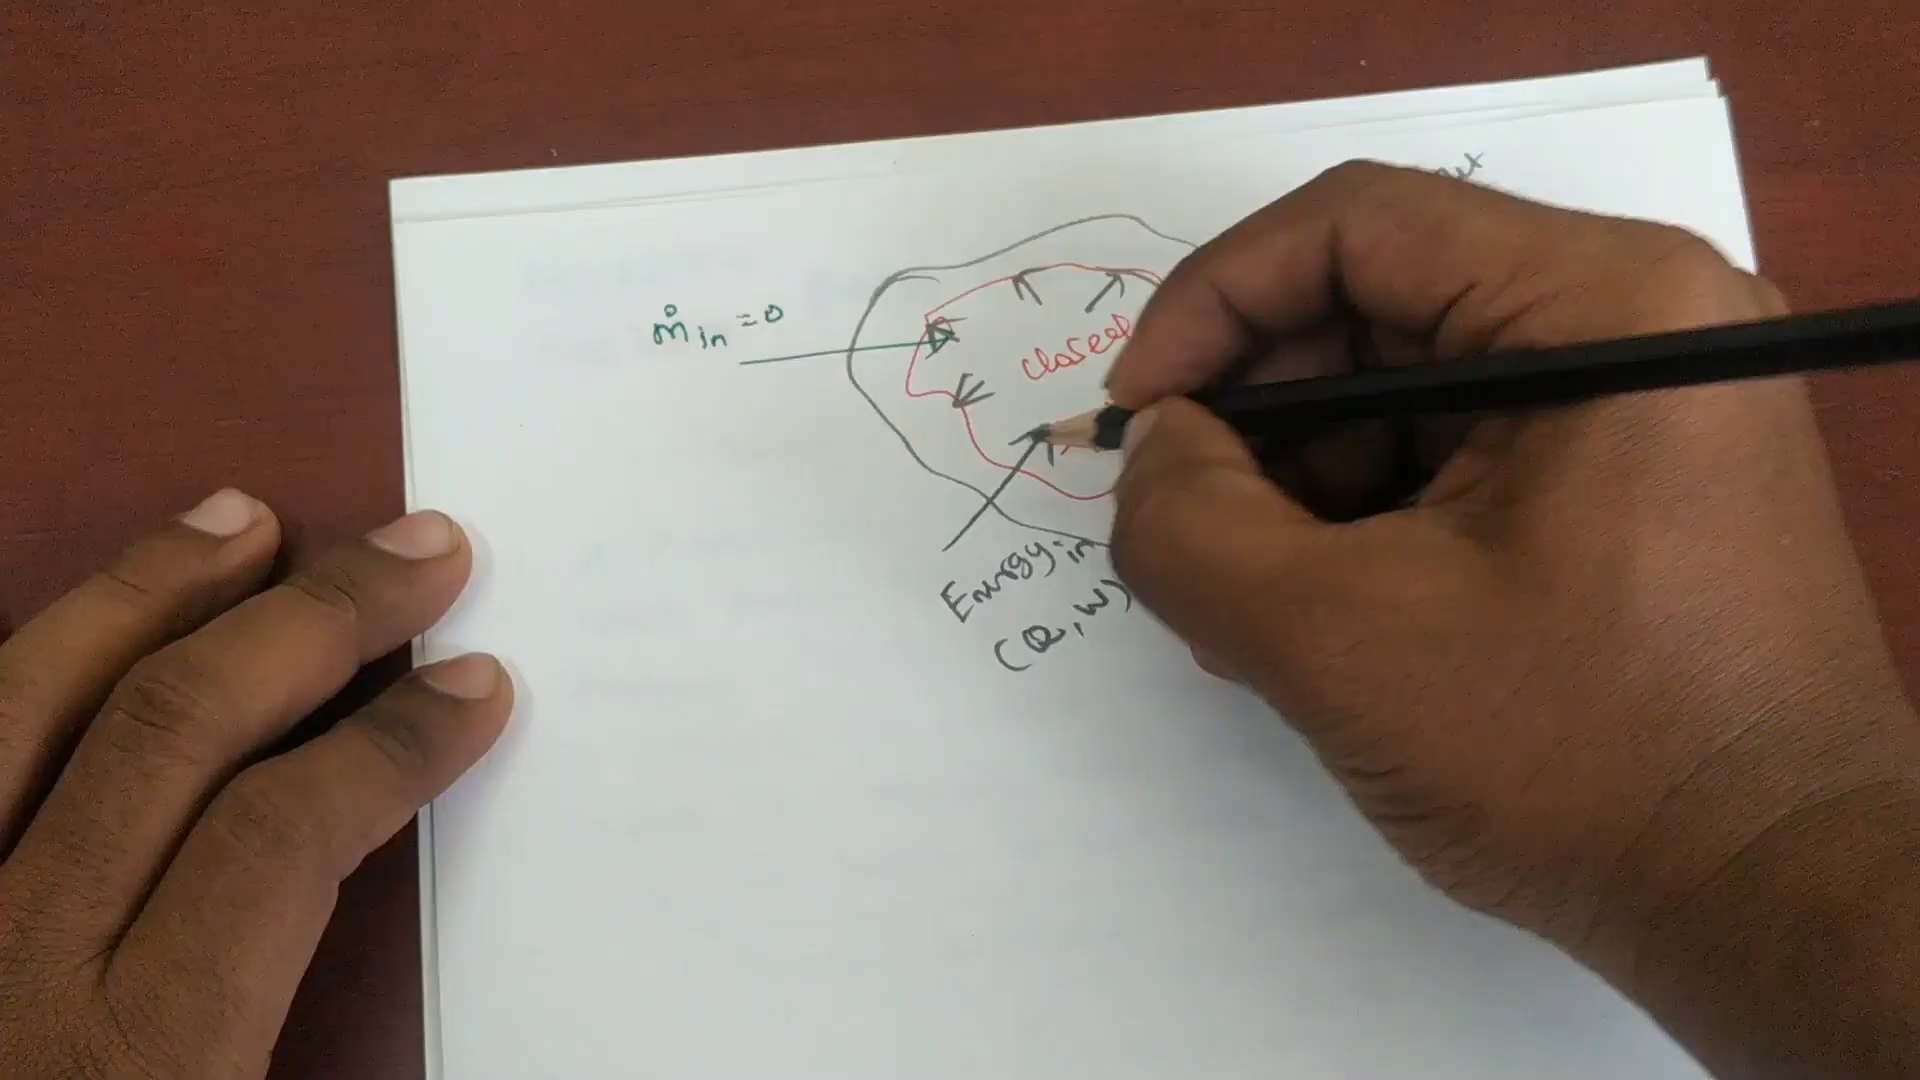 ṁin = 0
closed
Energy in
(Q, W)